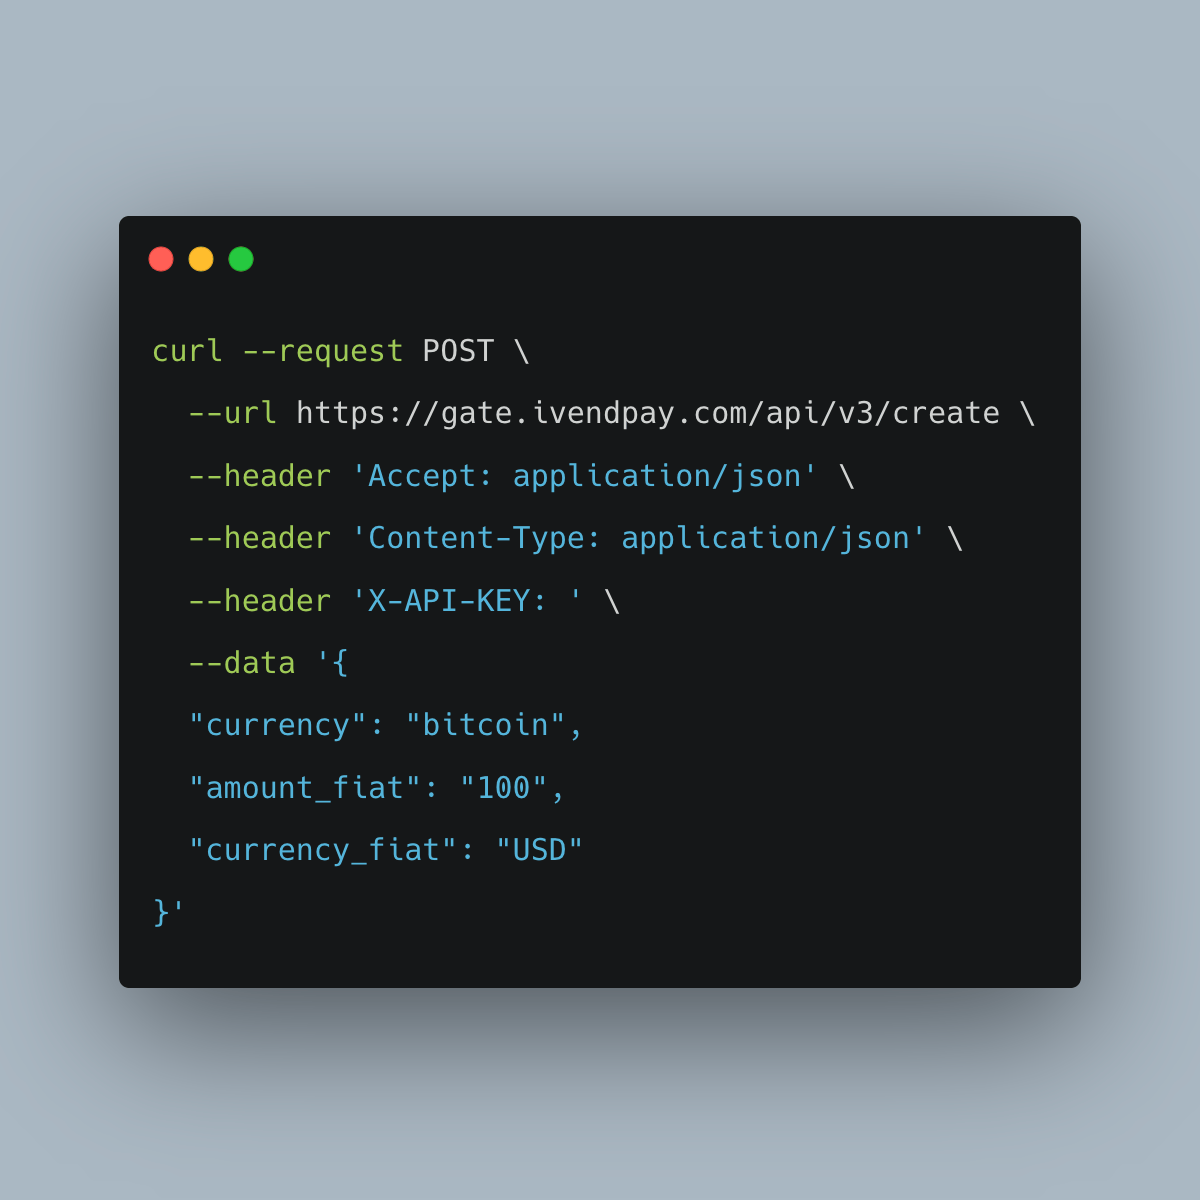 curl --request POST \
--url https://gate.ivendpay.com/api/v3/create \
--header 'Accept: application/json' \
--header 'Content-Type: application/json' \
--header 'X-API-KEY: ' \
--data '{
"currency": "bitcoin",
"amount_fiat": "100",
"currency_fiat": "USD"
}'